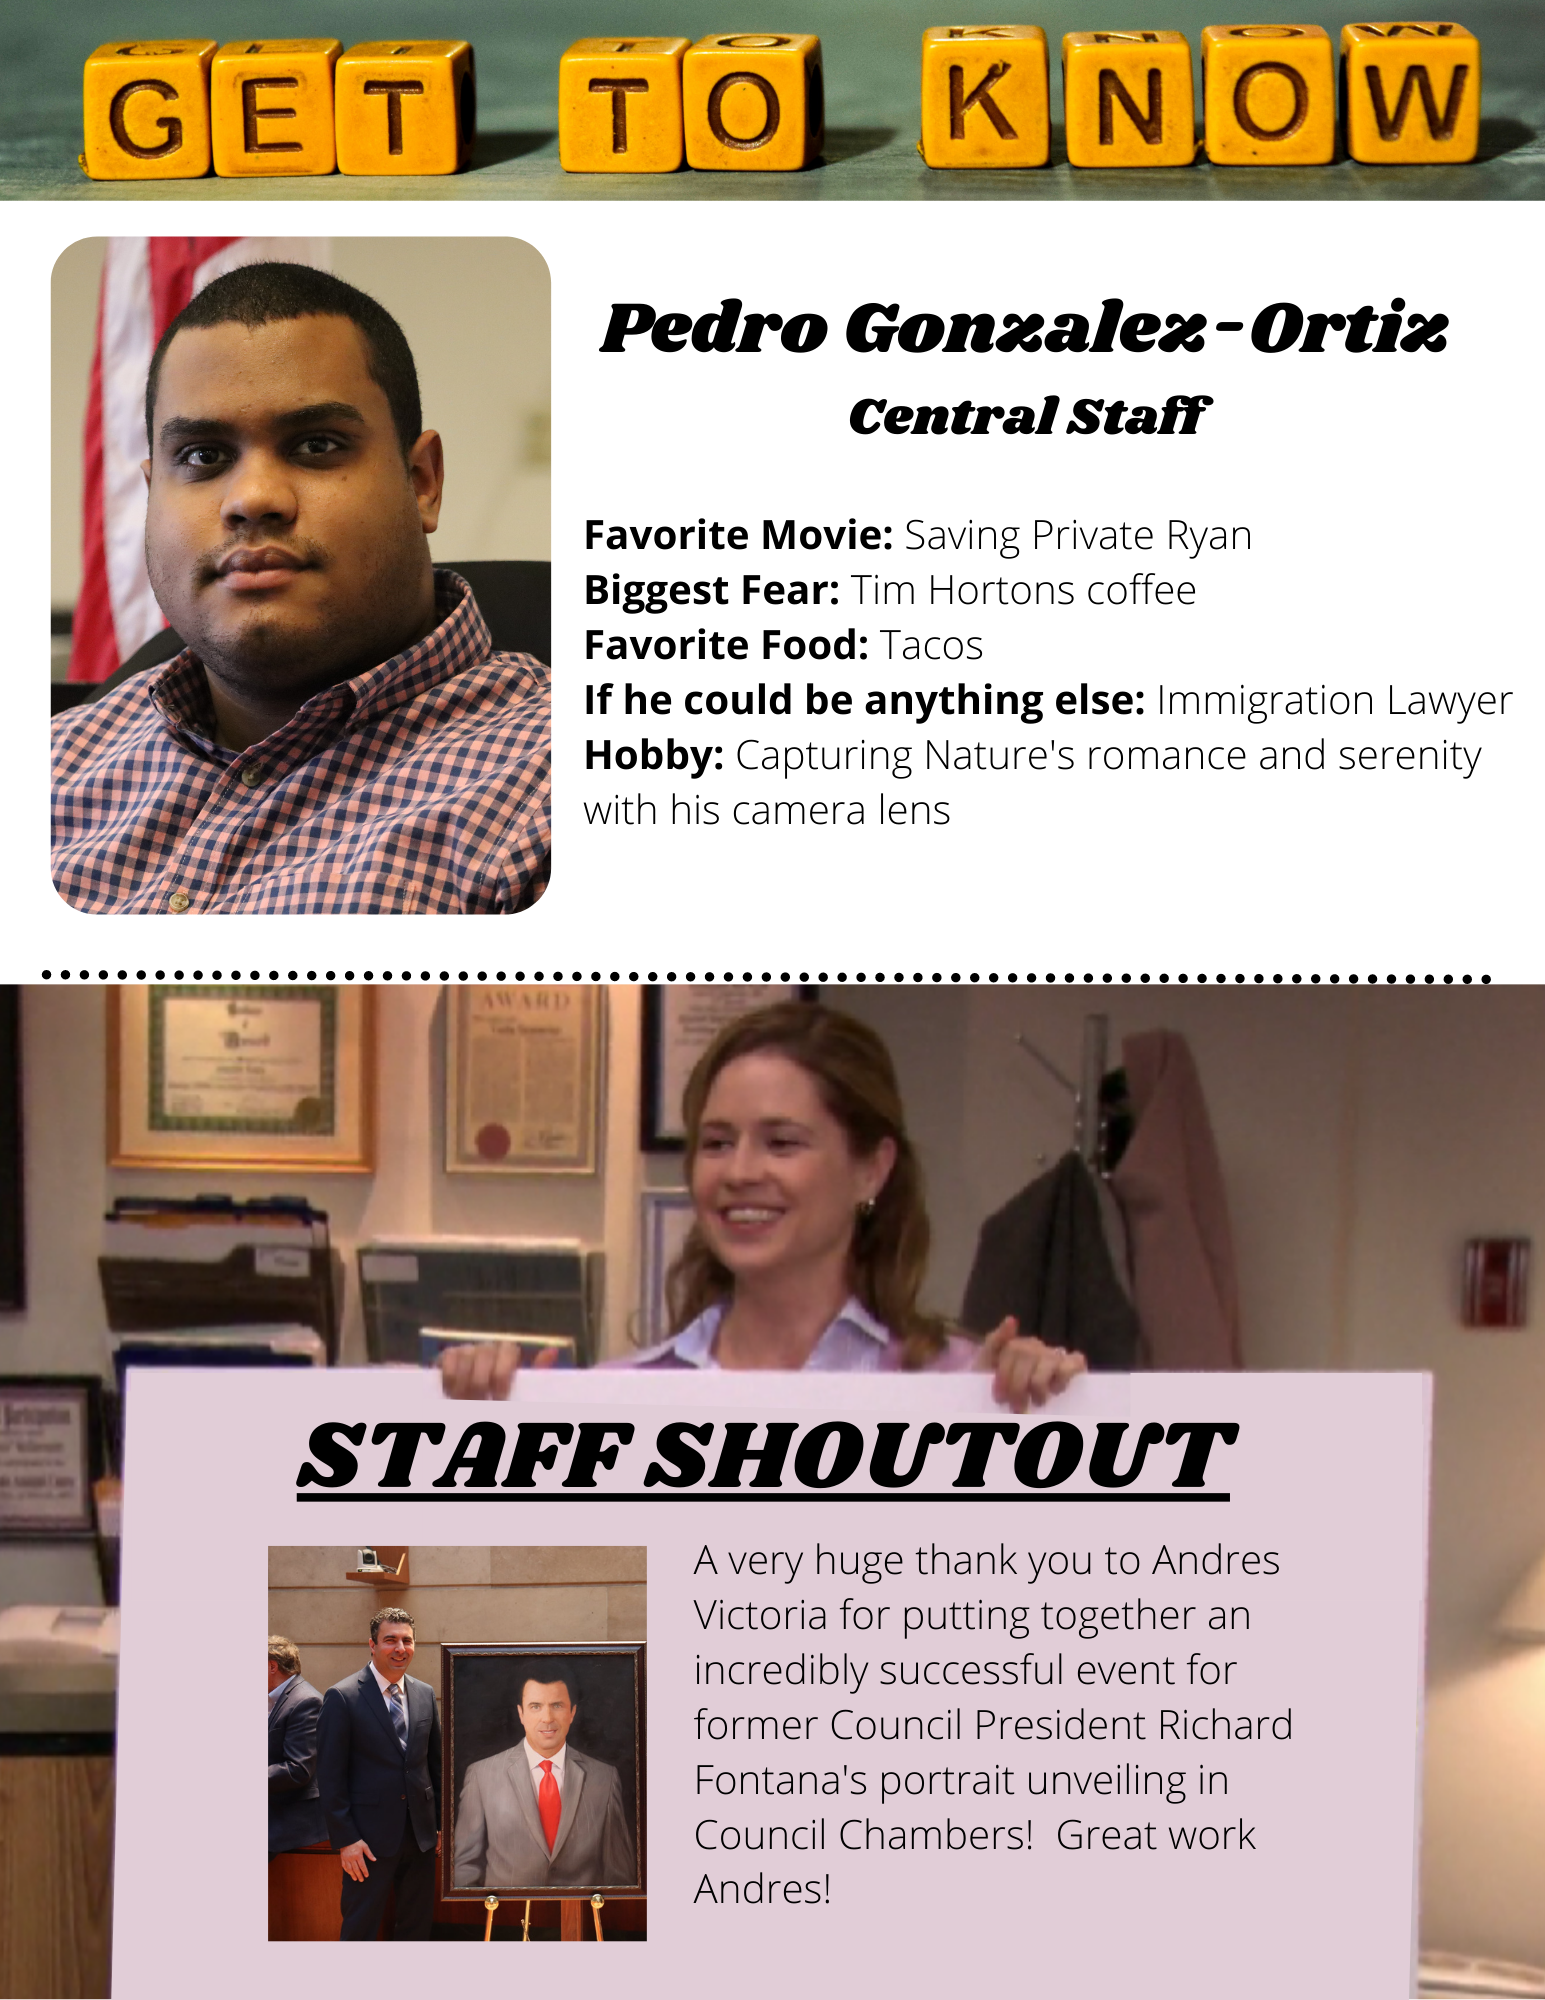 GET TO KNOW
Pedro Gonzalez-Ortiz
Central Staff
Favorite Movie: Saving Private Ryan
Biggest Fear: Tim Hortons coffee
Favorite Food: Tacos
If he could be anything else: Immigration Lawyer
Hobby: Capturing Nature's romance and serenity
with his camera lens
AWARD
Award
STAFF SHOUTOUT
A very huge thank you to Andres
Victoria for putting together an
incredibly successful event for
former Council President Richard
Fontana's portrait unveiling in
Council Chambers!  Great work
Andres!